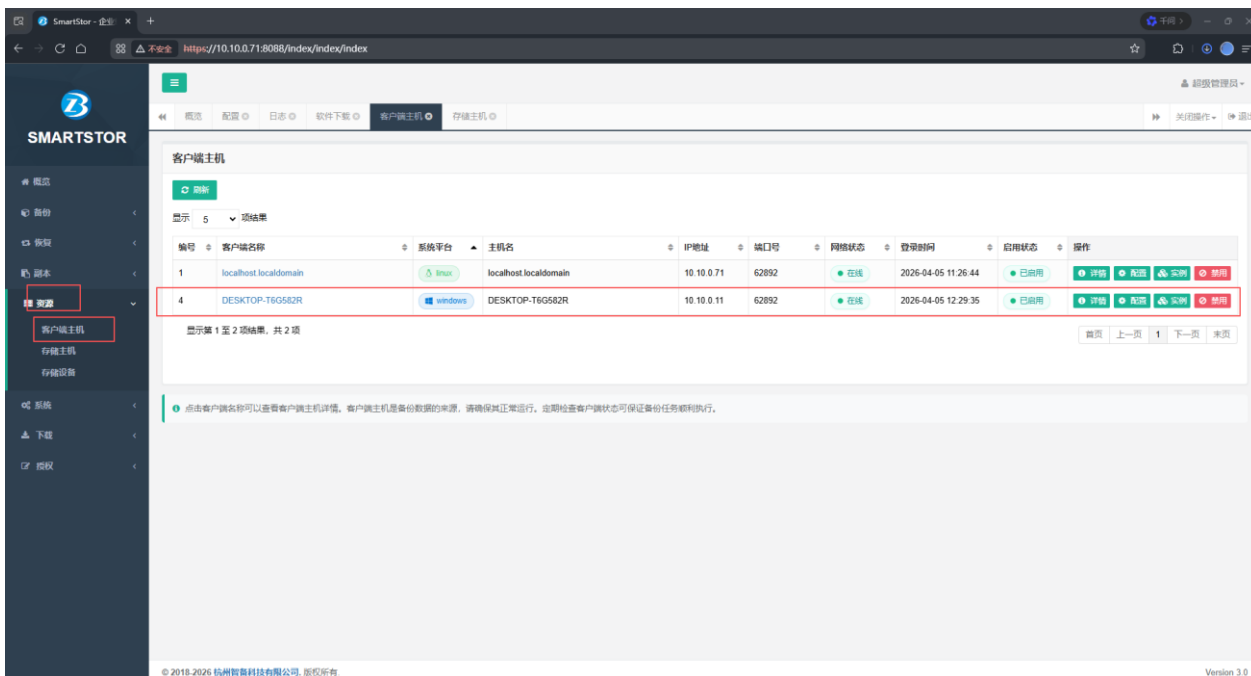 SmartStor - 企业
千问
不安全 https://10.10.0.71:8088/index/index/index
SMARTSTOR
概览
备份
恢复
副本
资源
客户端主机
存储主机
存储设备
系统
下载
授权
超级管理员
概览 配置 日志 软件下载 客户端主机 存储主机 关闭操作 退出
客户端主机
刷新
显示 5 项结果
编号 客户端名称 系统平台 主机名 IP地址 端口号 网络状态 登录时间 启用状态 操作
1 localhost.localdomain linux localhost.localdomain 10.10.0.71 62892 在线 2026-04-05 11:26:44 已启用 详情 配置 实例 禁用
4 DESKTOP-T6G582R windows DESKTOP-T6G582R 10.10.0.11 62892 在线 2026-04-05 12:29:35 已启用 详情 配置 实例 禁用
显示第 1 至 2 项结果，共 2 项
首页 上一页 1 下一页 末页
点击客户端名称可以查看客户端主机详情。客户端主机是备份数据的来源，请确保其正常运行。定期检查客户端状态可保证备份任务顺利执行。
© 2018-2026 杭州智备科技有限公司. 版权所有.
Version 3.0